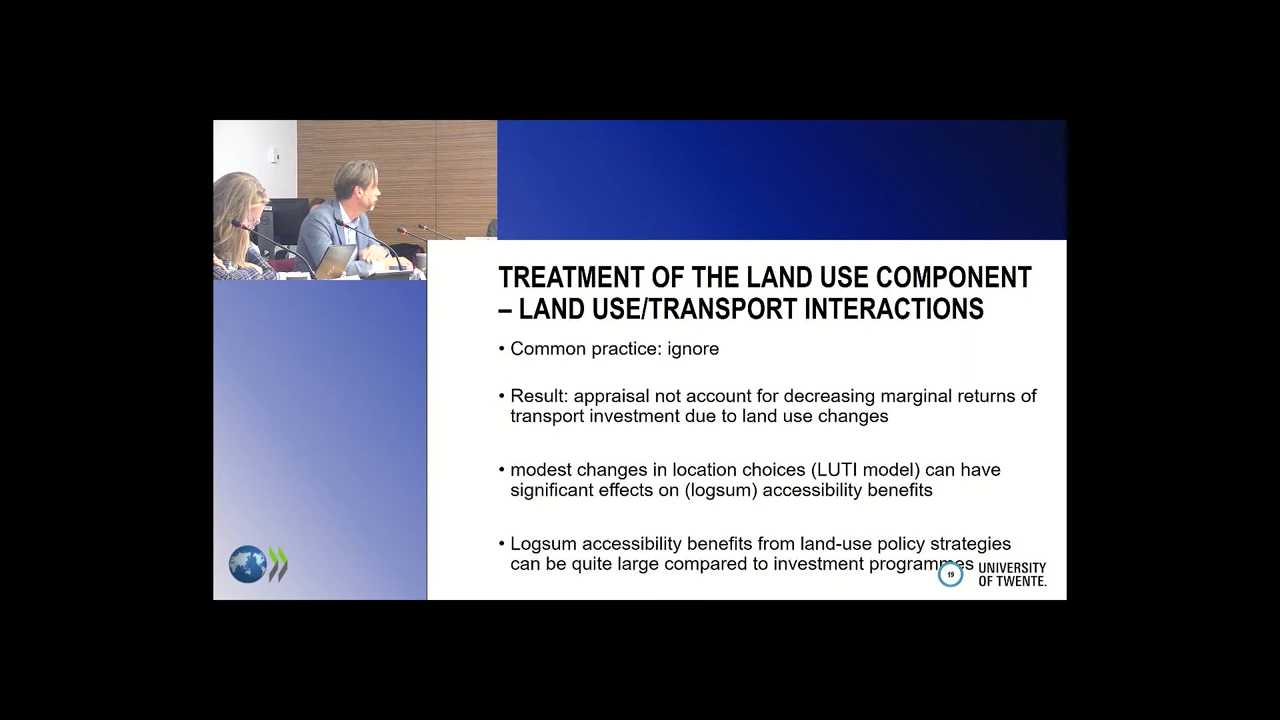 TREATMENT OF THE LAND USE COMPONENT
– LAND USE/TRANSPORT INTERACTIONS
• Common practice: ignore
• Result: appraisal not account for decreasing marginal returns of
transport investment due to land use changes
• modest changes in location choices (LUTI model) can have
significant effects on (logsum) accessibility benefits
• Logsum accessibility benefits from land-use policy strategies
can be quite large compared to investment programmes
19
UNIVERSITY
OF TWENTE.